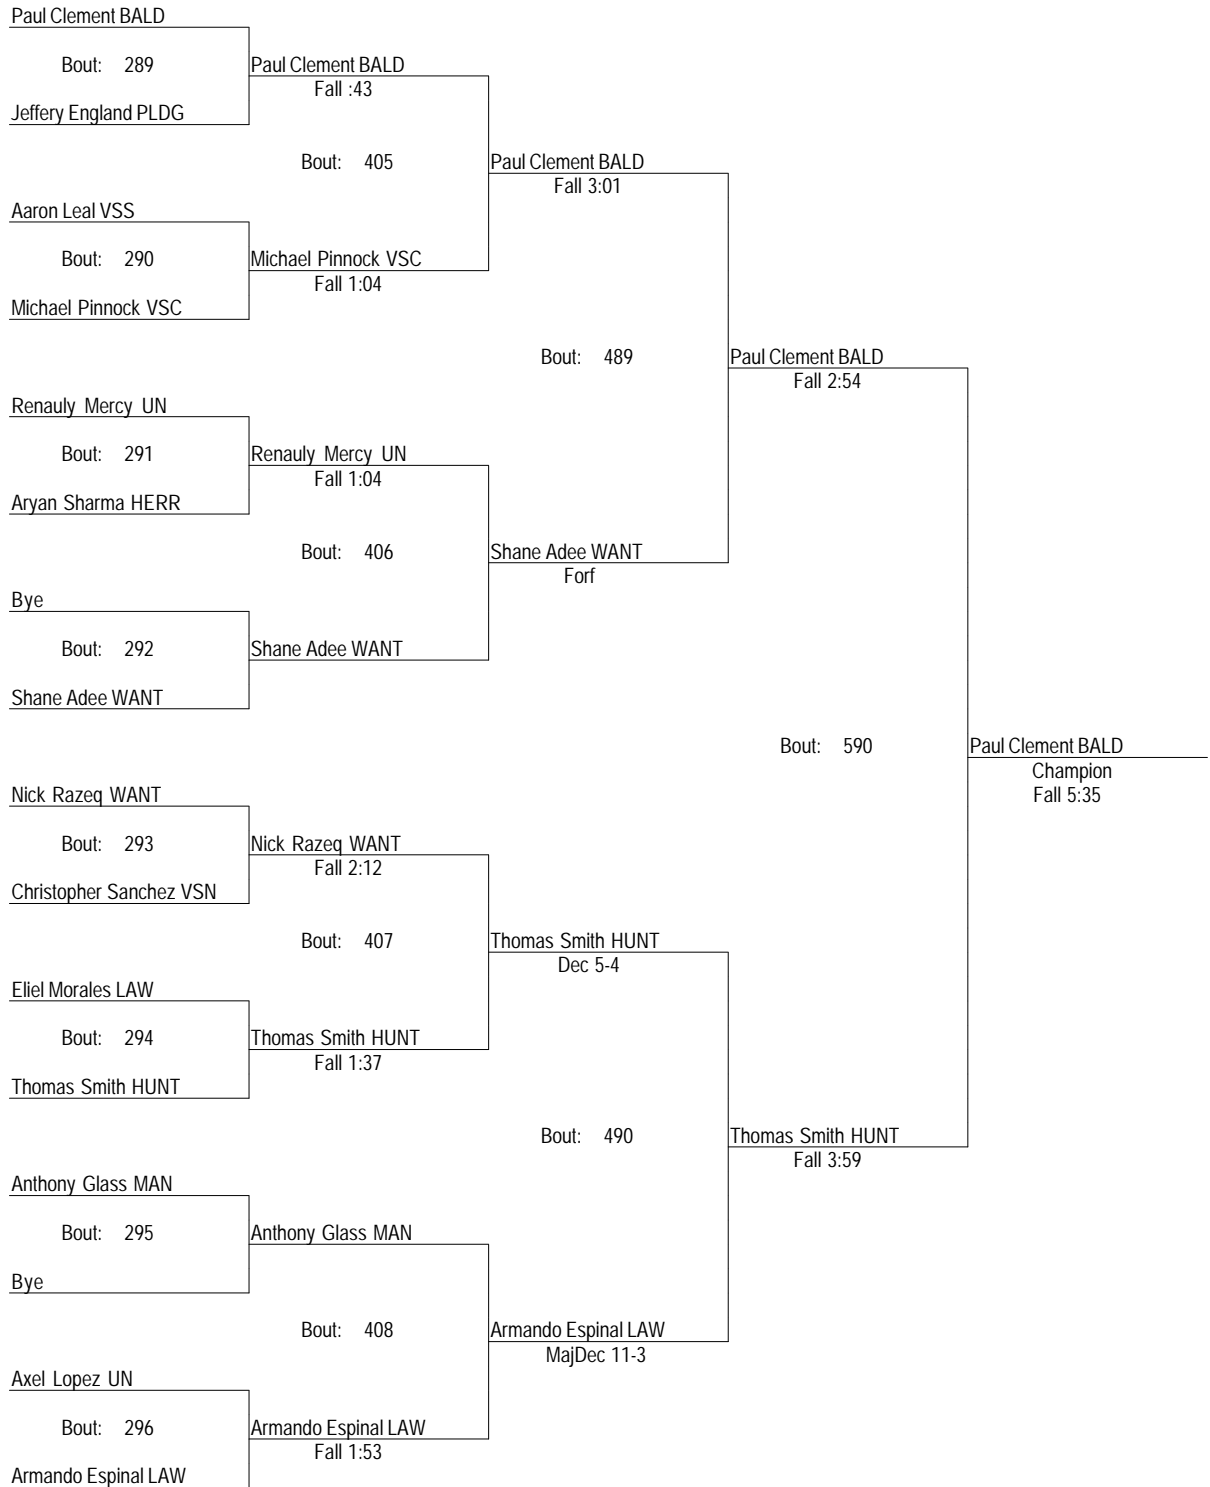 Paul Clement BALD
Bout: 289
Paul Clement BALD
Fall :43
Jeffery England PLDG
Bout: 405
Paul Clement BALD
Fall 3:01
Aaron Leal VSS
Bout: 290
Michael Pinnock VSC
Fall 1:04
Michael Pinnock VSC
Bout: 489
Paul Clement BALD
Fall 2:54
Renauly Mercy UN
Bout: 291
Renauly Mercy UN
Fall 1:04
Aryan Sharma HERR
Bout: 406
Shane Adee WANT
Forf
Bye
Bout: 292
Shane Adee WANT
Shane Adee WANT
Bout: 590
Paul Clement BALD
Champion
Fall 5:35
Nick Razeq WANT
Bout: 293
Nick Razeq WANT
Fall 2:12
Christopher Sanchez VSN
Bout: 407
Thomas Smith HUNT
Dec 5-4
Eliel Morales LAW
Bout: 294
Thomas Smith HUNT
Fall 1:37
Thomas Smith HUNT
Bout: 490
Thomas Smith HUNT
Fall 3:59
Anthony Glass MAN
Bout: 295
Anthony Glass MAN
Bye
Bout: 408
Armando Espinal LAW
MajDec 11-3
Axel Lopez UN
Bout: 296
Armando Espinal LAW
Fall 1:53
Armando Espinal LAW